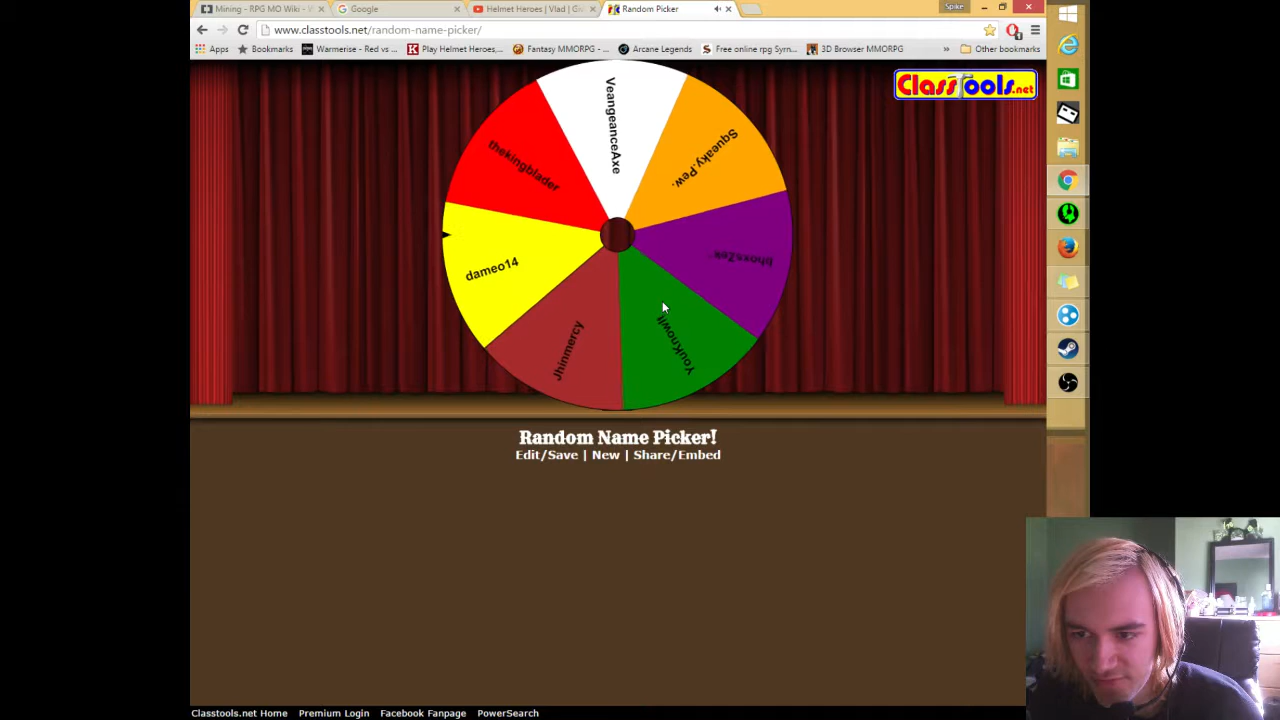 Mining - RPG MO Wiki - W
Google
Helmet Heroes | Vlad | Gi
Random Picker
Spike
www.classtools.net/random-name-picker/
Apps
Bookmarks
Warmerise - Red vs ...
Play Helmet Heroes, ...
Fantasy MMORPG - ...
Arcane Legends
Free online rpg Syrn...
3D Browser MMORPG
»
Other bookmarks
ClassTools.net
VeangeanceAxe
Squeaky.Pew.
thekingblader
dameo14
Jhinmercy
YouKnowIt
Random Name Picker!
Edit/Save | New | Share/Embed
Classtools.net Home
Premium Login
Facebook Fanpage
PowerSearch